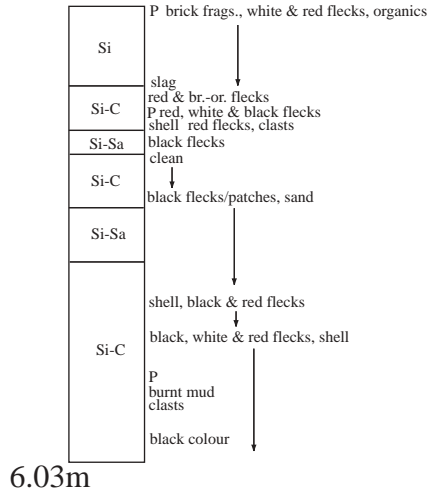 P brick frags., white & red flecks, organics
Si
slag
red & br.-or. flecks
Si-C
P red, white & black flecks
shell red flecks, clasts
Si-Sa
black flecks
clean
Si-C
black flecks/patches, sand
Si-Sa
shell, black & red flecks
black, white & red flecks, shell
Si-C
P
burnt mud
clasts
black colour
6.03m